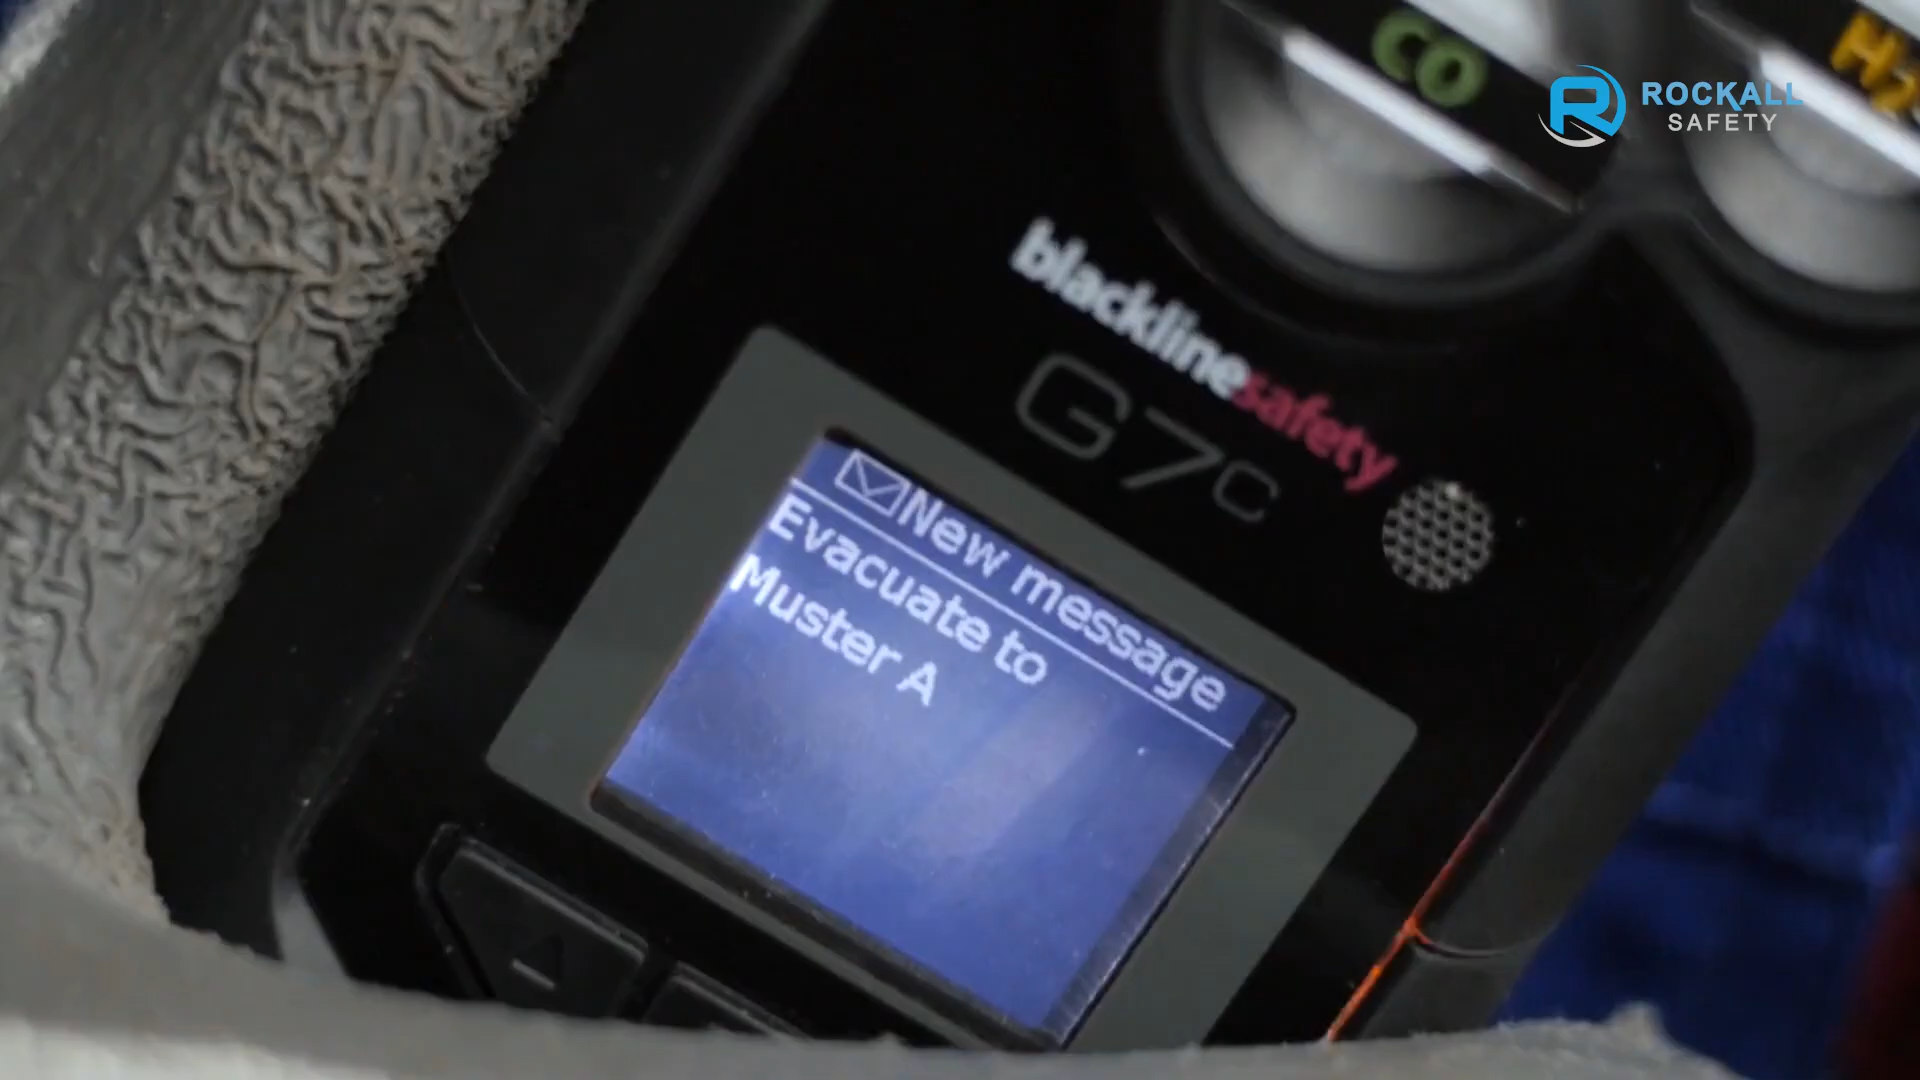 CO
ROCKALL
SAFETY
blacklinesafety
G7c
New message
Evacuate to
Muster A